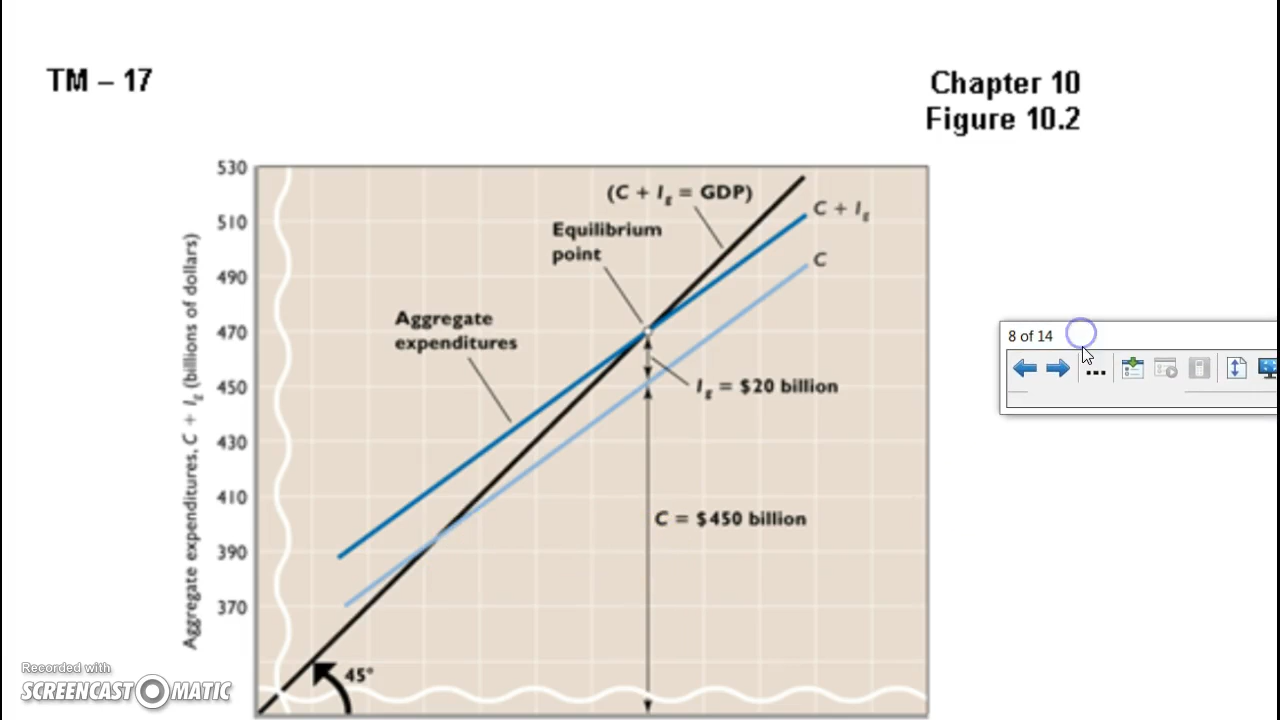 TM – 17
Chapter 10
Figure 10.2
530
510
490
470
450
430
410
390
370
Aggregate expenditures, C + Ig (billions of dollars)
(C + Ig = GDP)
C + Ig
Equilibrium
point
C
Aggregate
expenditures
Ig = $20 billion
C = $450 billion
45°
8 of 14
Recorded with
SCREENCAST O MATIC